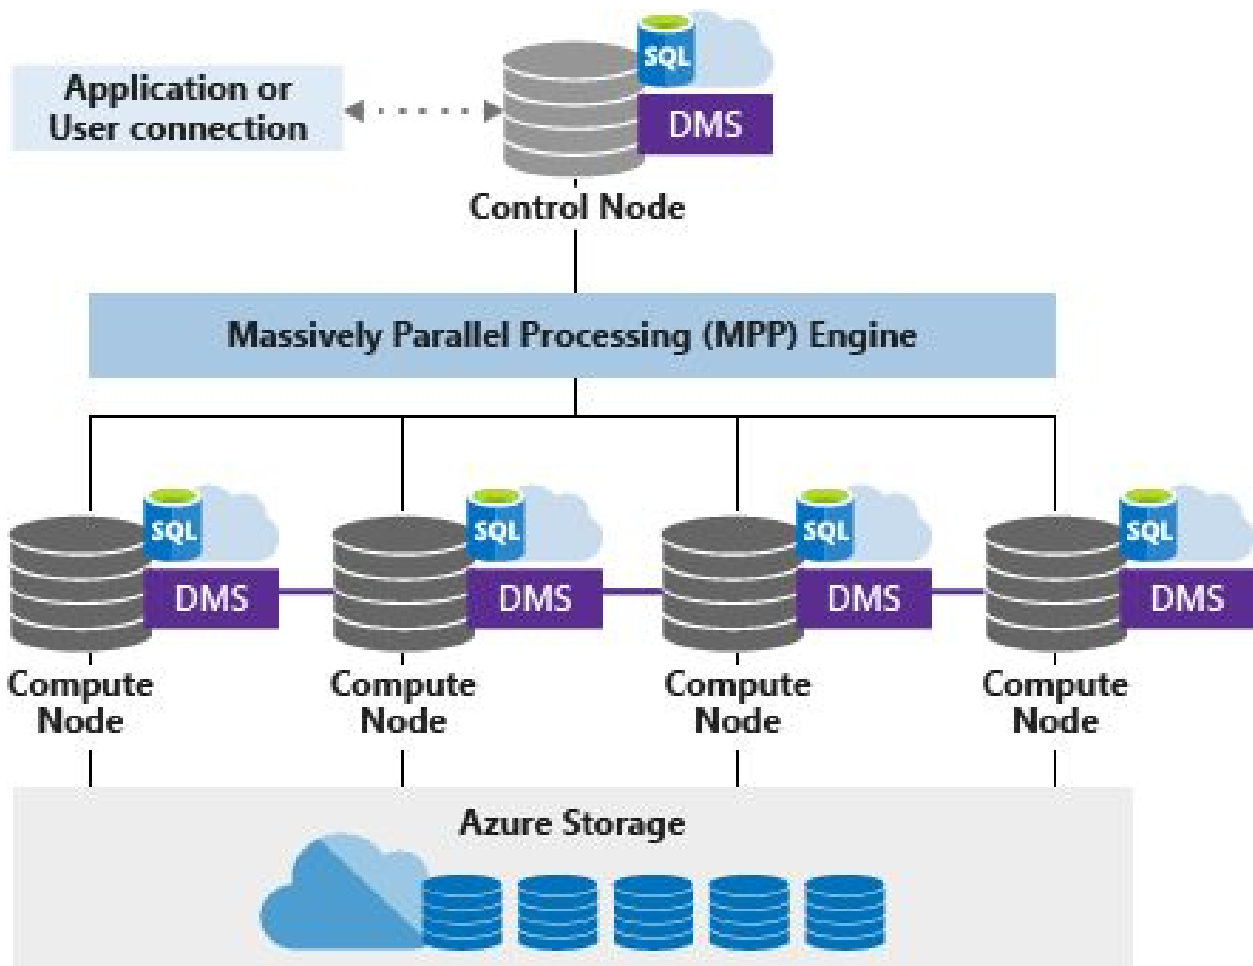 SQL
Application or
User connection
DMS
Control Node
Massively Parallel Processing (MPP) Engine
SQL
SQL
SQL
SQL
DMS
DMS
DMS
DMS
Compute
Node
Compute
Node
Compute
Node
Compute
Node
Azure Storage